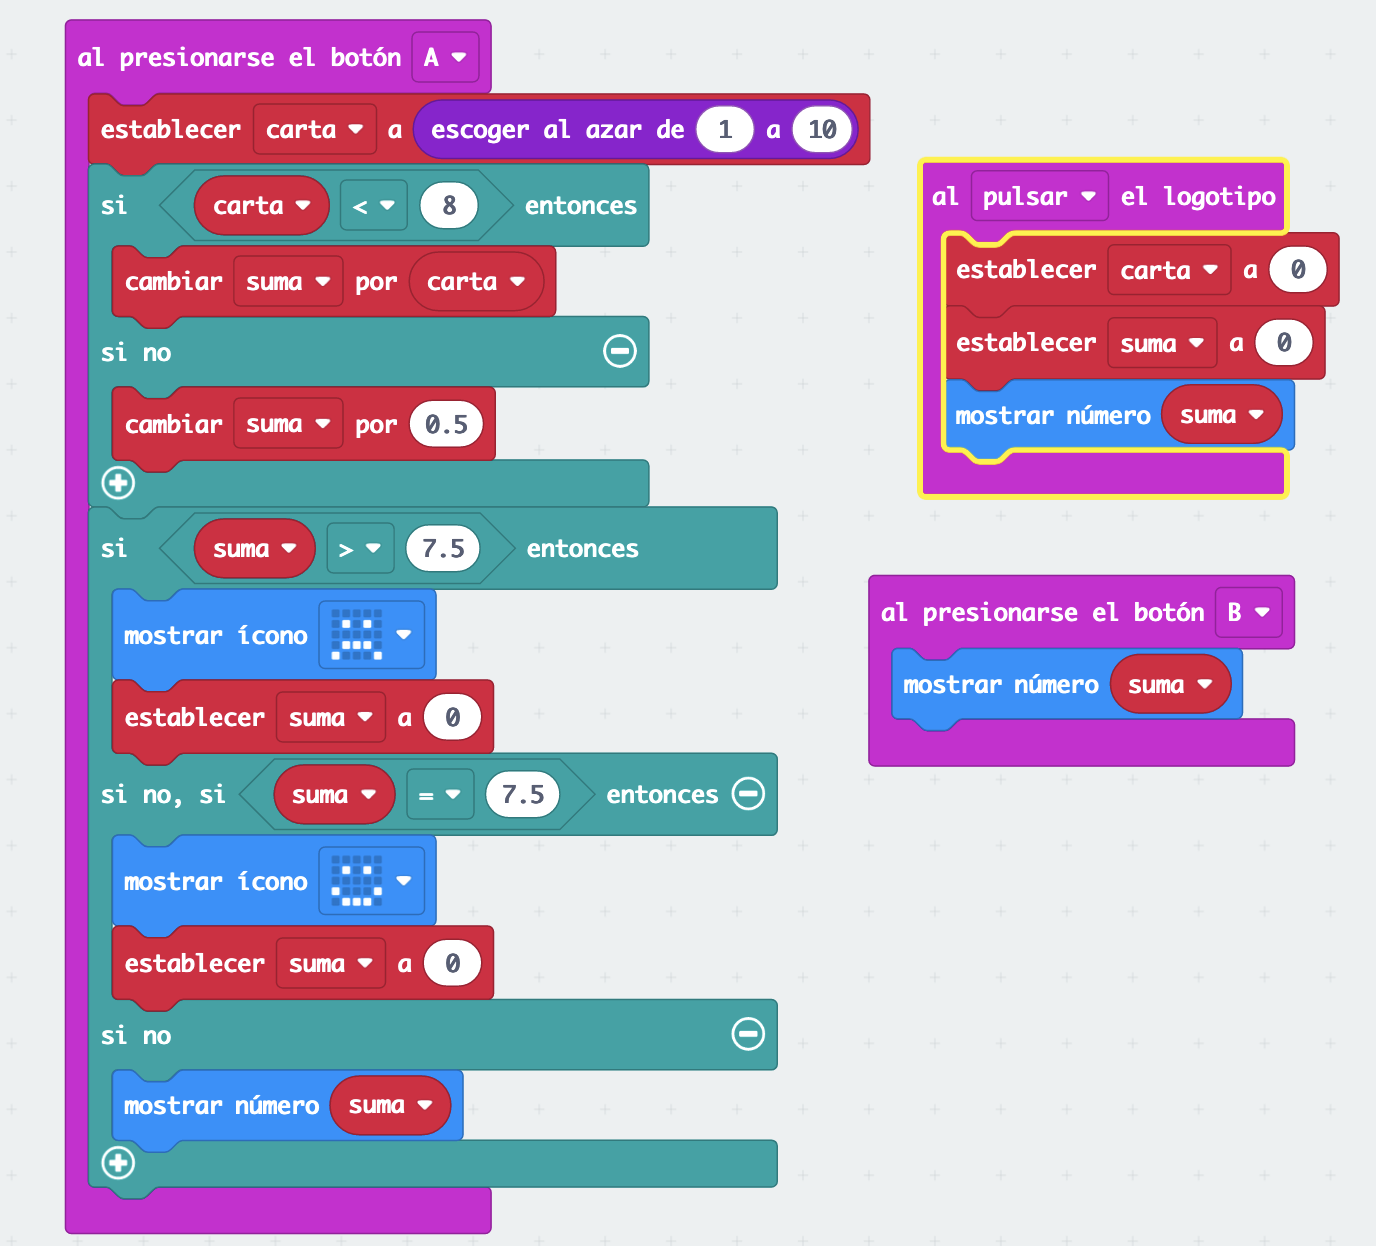 al presionarse el botón A
establecer carta a escoger al azar de 1 a 10
si carta < 8 entonces
cambiar suma por carta
si no
cambiar suma por 0.5
si suma > 7.5 entonces
mostrar ícono
establecer suma a 0
si no, si suma = 7.5 entonces
mostrar ícono
establecer suma a 0
si no
mostrar número suma
al pulsar el logotipo
establecer carta a 0
establecer suma a 0
mostrar número suma
al presionarse el botón B
mostrar número suma